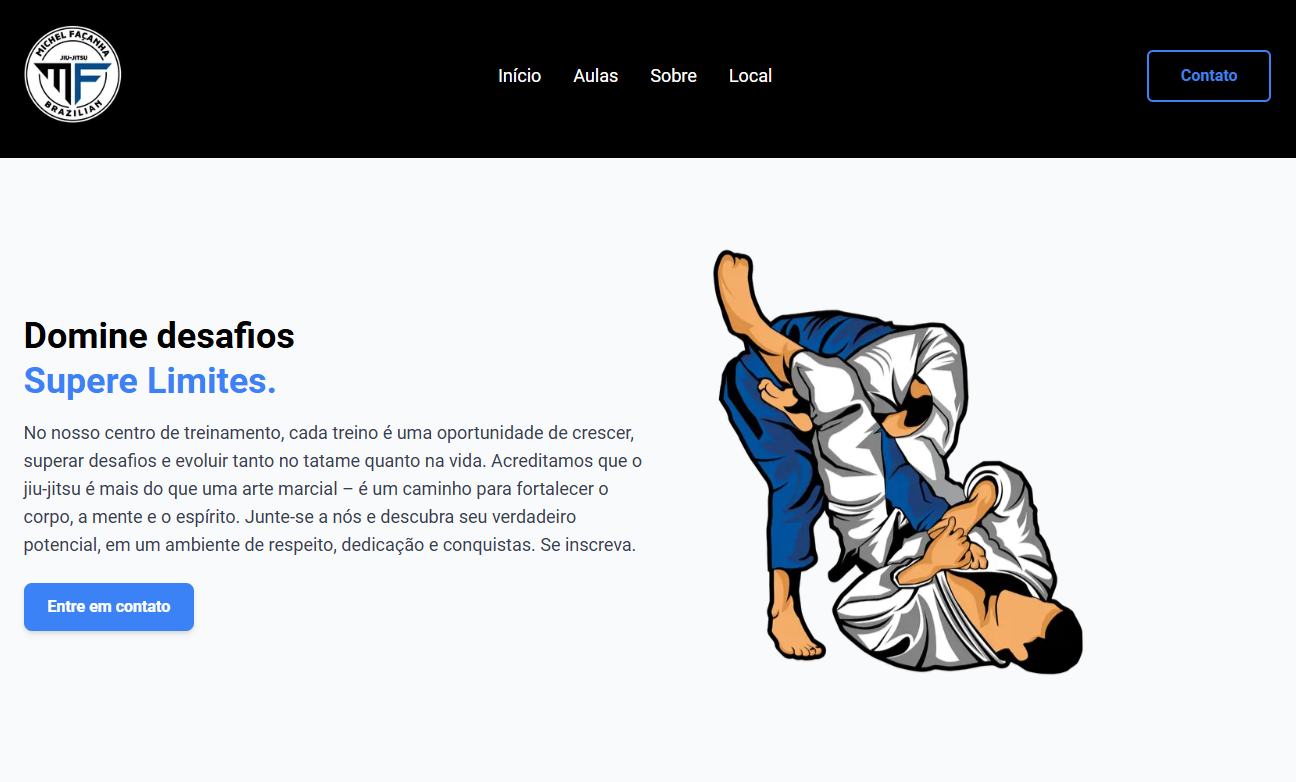 MICHEL FAÇANHA
JIU-JITSU
MF
BRAZILIAN
Início
Aulas
Sobre
Local
Contato
Domine desafios
Supere Limites.
No nosso centro de treinamento, cada treino é uma oportunidade de crescer,
superar desafios e evoluir tanto no tatame quanto na vida. Acreditamos que o
jiu-jitsu é mais do que uma arte marcial – é um caminho para fortalecer o
corpo, a mente e o espírito. Junte-se a nós e descubra seu verdadeiro
potencial, em um ambiente de respeito, dedicação e conquistas. Se inscreva.
Entre em contato